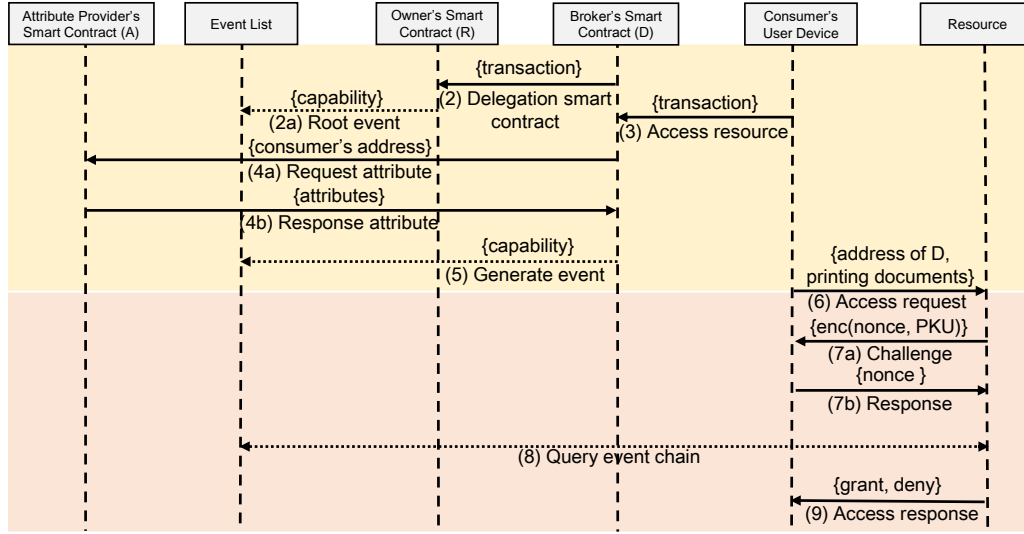 Attribute Provider's
Smart Contract (A)
Event List
Owner's Smart
Contract (R)
Broker's Smart
Contract (D)
Consumer's
User Device
Resource
{transaction}
(2) Delegation smart
contract
{capability}
(2a) Root event
{transaction}
(3) Access resource
{consumer's address}
(4a) Request attribute
{attributes}
(4b) Response attribute
{capability}
(5) Generate event
{address of D,
printing documents}
(6) Access request
{enc(nonce, PKU)}
(7a) Challenge
{nonce }
(7b) Response
(8) Query event chain
{grant, deny}
(9) Access response